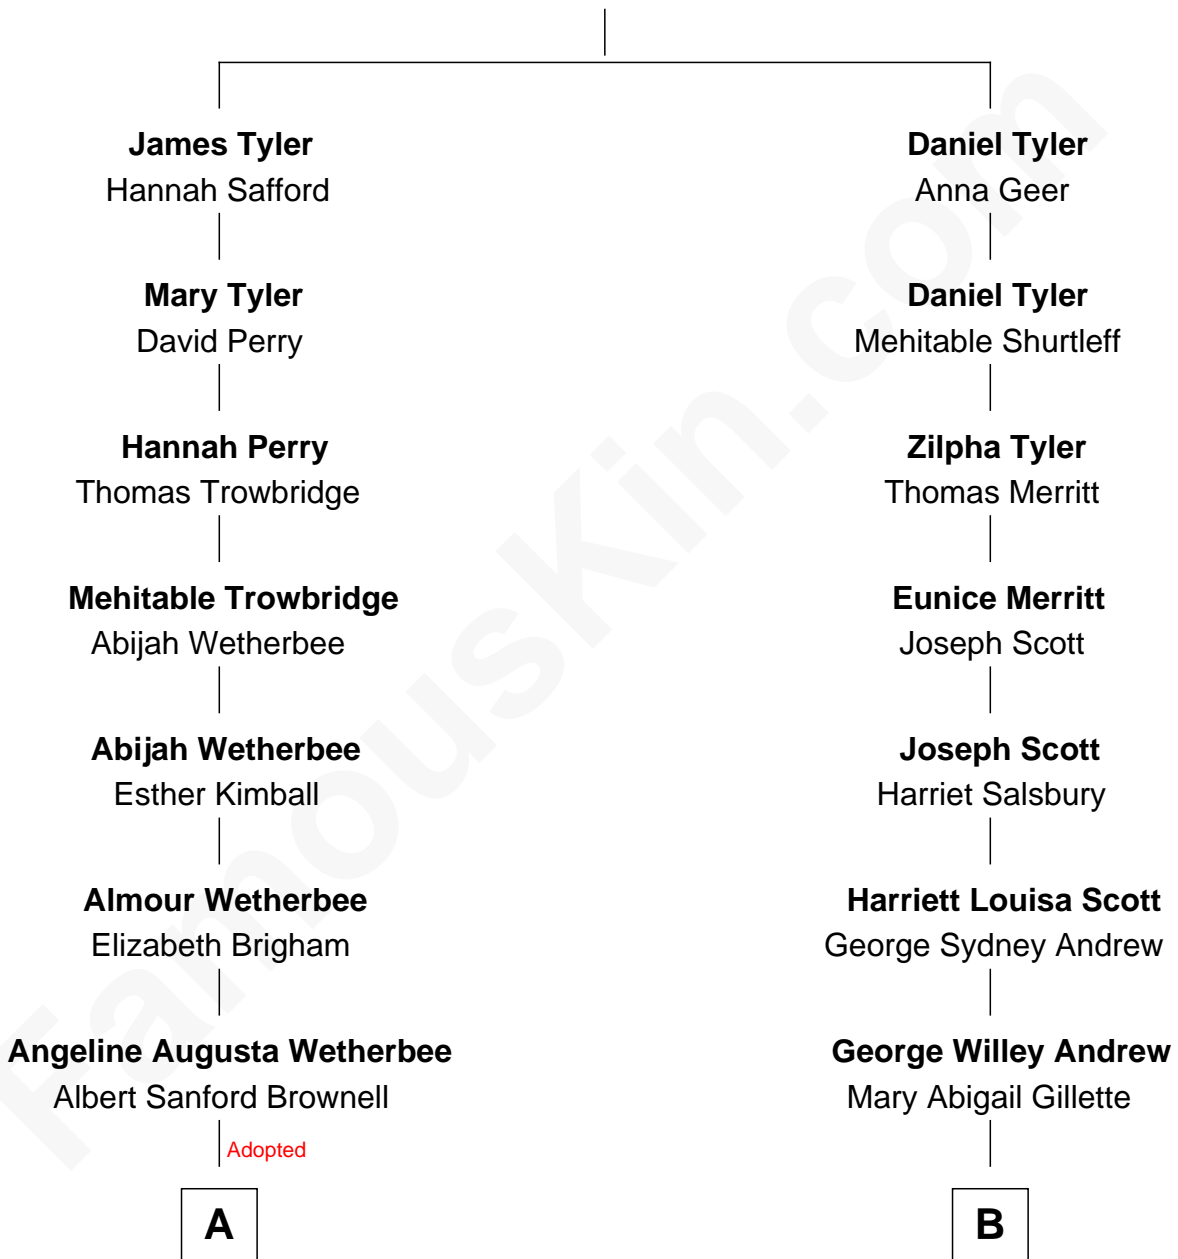 James Tyler
Hannah Safford
Mary Tyler
David Perry
Hannah Perry
Thomas Trowbridge
Mehitable Trowbridge
Abijah Wetherbee
Abijah Wetherbee
Esther Kimball
Almour Wetherbee
Elizabeth Brigham
Angeline Augusta Wetherbee
Albert Sanford Brownell
Adopted
A
Daniel Tyler
Anna Geer
Daniel Tyler
Mehitable Shurtleff
Zilpha Tyler
Thomas Merritt
Eunice Merritt
Joseph Scott
Joseph Scott
Harriet Salsbury
Harriett Louisa Scott
George Sydney Andrew
George Willey Andrew
Mary Abigail Gillette
B
FamousKin.com